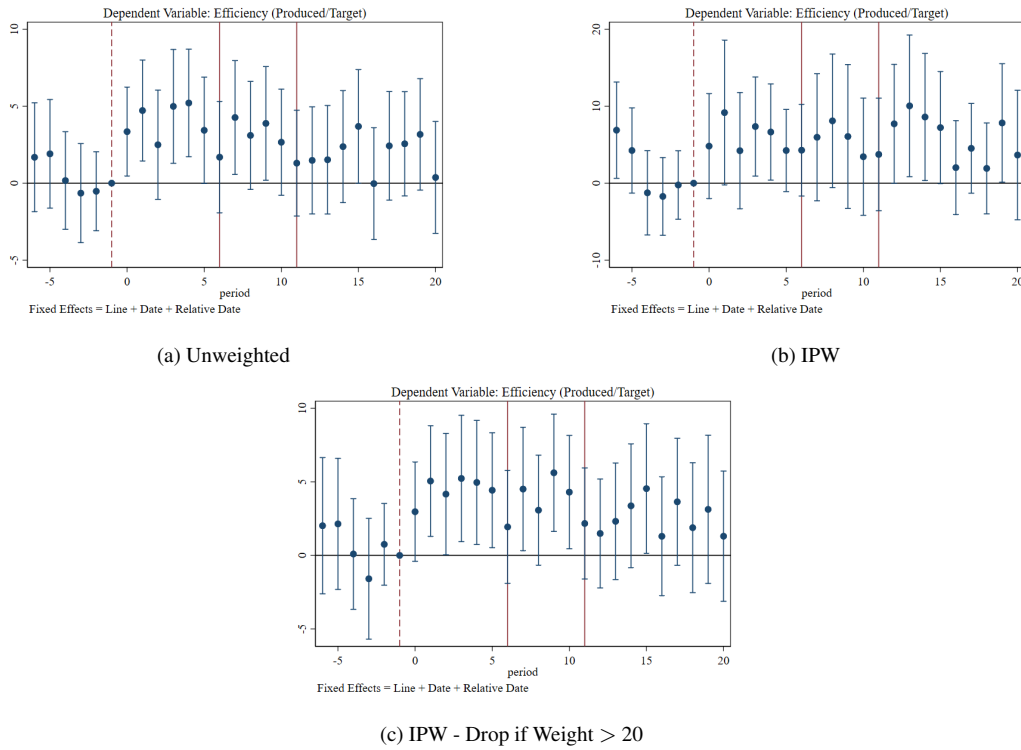 Dependent Variable: Efficiency (Produced/Target)
10
5
0
-5
-5 0 5 10 15 20
period
Fixed Effects = Line + Date + Relative Date
(a) Unweighted
Dependent Variable: Efficiency (Produced/Target)
20
10
0
-10
-5 0 5 10 15 20
period
Fixed Effects = Line + Date + Relative Date
(b) IPW
Dependent Variable: Efficiency (Produced/Target)
10
5
0
-5
-5 0 5 10 15 20
period
Fixed Effects = Line + Date + Relative Date
(c) IPW - Drop if Weight > 20